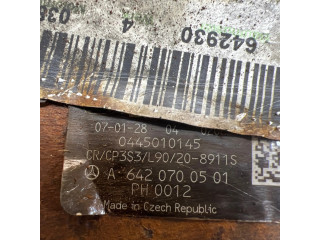 4
642930
07-01-28 04
0445010145
CR/CP3S3/L90/20-8911S
A 642 070 05 01
PH 0012
Made in Czech Republic